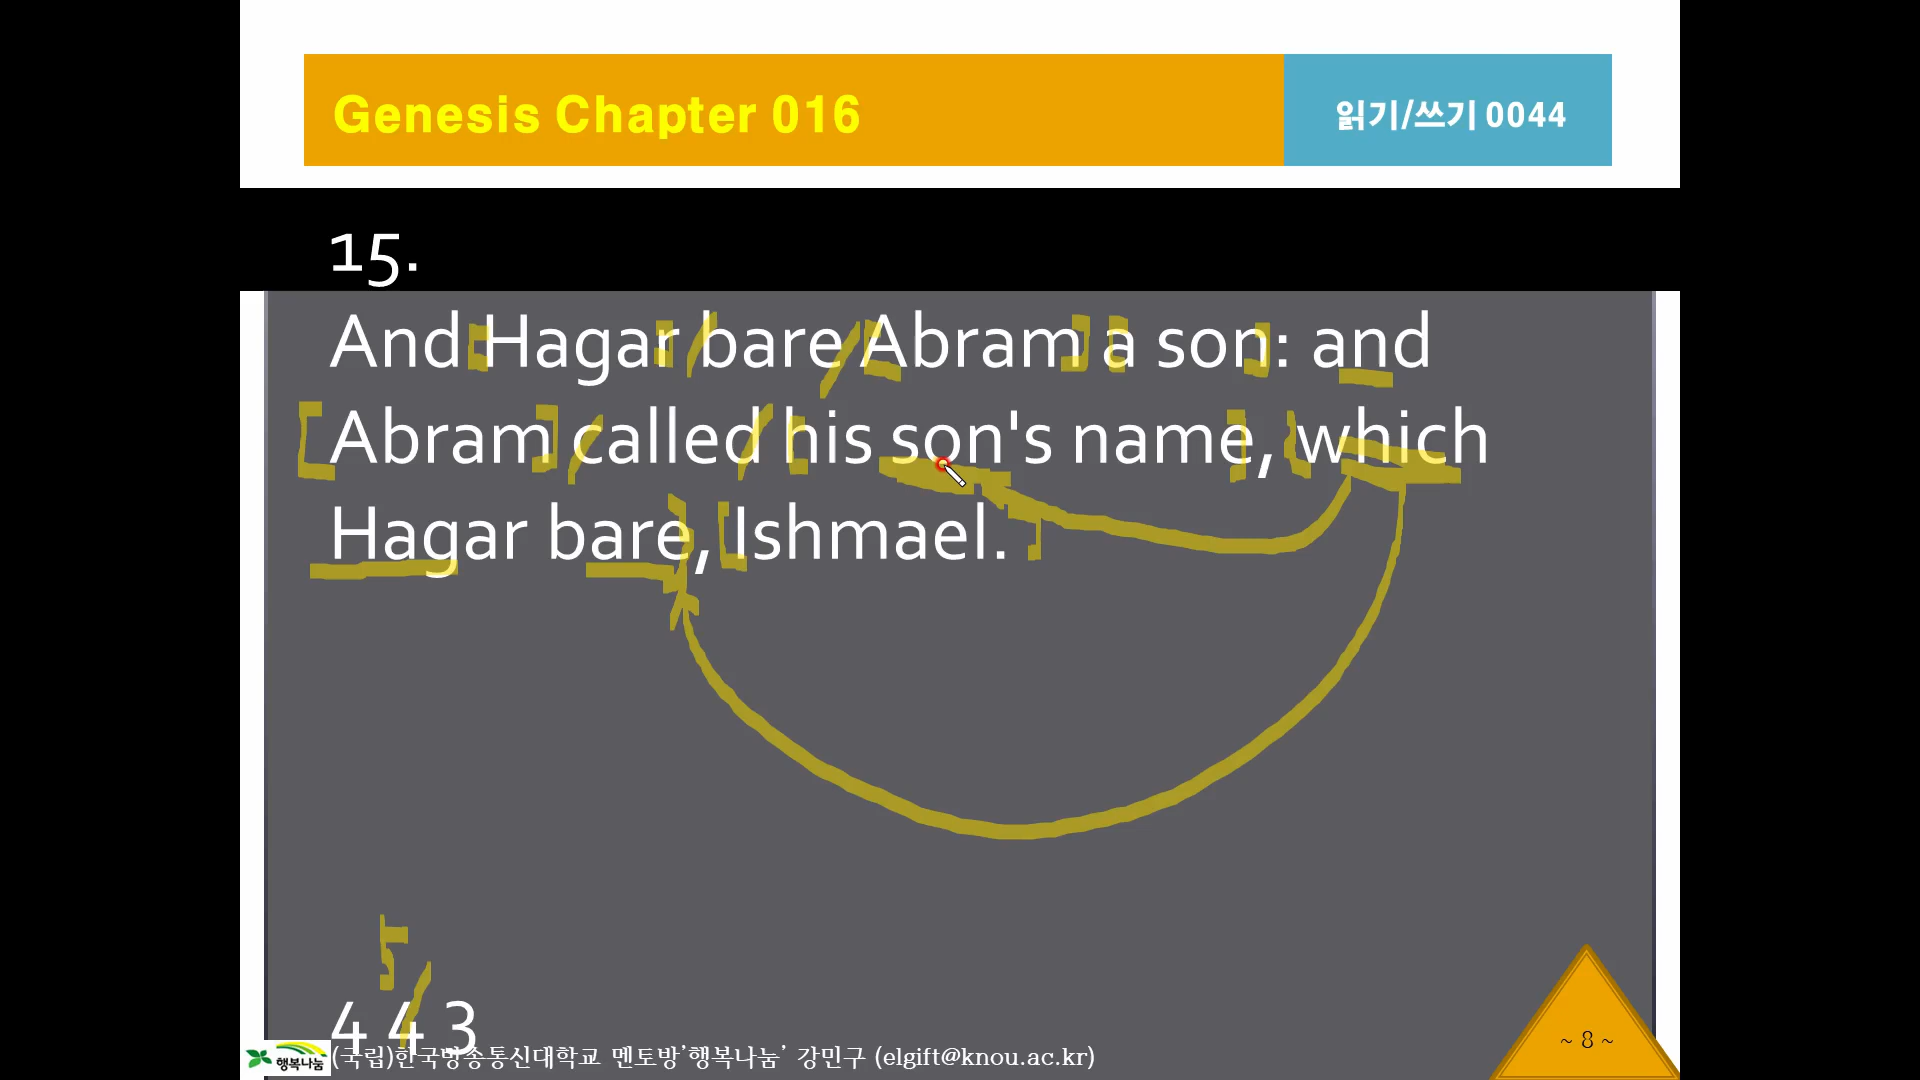 Genesis Chapter 016
읽기/쓰기 0044
15.
And Hagar bare Abram a son: and
Abram called his son's name, which
Hagar bare, Ishmael.
5
4 4 3
행복나눔
(국립)한국방송통신대학교 멘토방'행복나눔' 강민구 (elgift@knou.ac.kr)
~ 8 ~